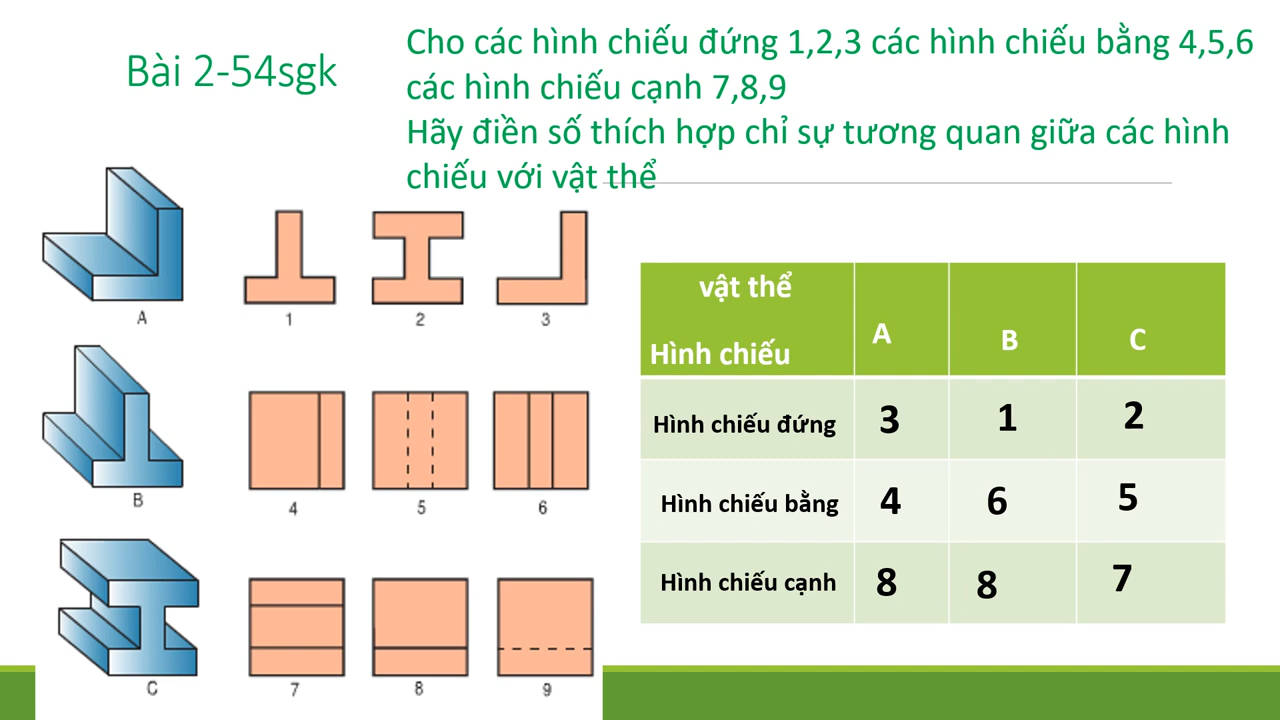 Bài 2-54sgk
Cho các hình chiếu đứng 1,2,3 các hình chiếu bằng 4,5,6
các hình chiếu cạnh 7,8,9
Hãy điền số thích hợp chỉ sự tương quan giữa các hình
chiếu với vật thể
A
1
2
3
B
4
5
6
C
7
8
9
vật thể
Hình chiếu
A
B
C
Hình chiếu đứng
3
1
2
Hình chiếu bằng
4
6
5
Hình chiếu cạnh
8
8
7